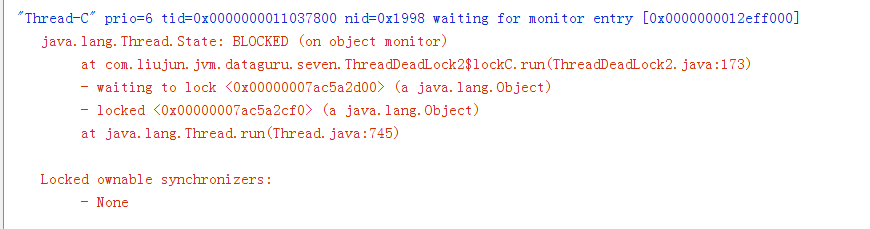 "Thread-C" prio=6 tid=0x0000000011037800 nid=0x1998 waiting for monitor entry [0x0000000012eff000]
java.lang.Thread.State: BLOCKED (on object monitor)
at com.liujun.jvm.dataguru.seven.ThreadDeadLock2$lockC.run(ThreadDeadLock2.java:173)
- waiting to lock <0x00000007ac5a2d00> (a java.lang.Object)
- locked <0x00000007ac5a2cf0> (a java.lang.Object)
at java.lang.Thread.run(Thread.java:745)
Locked ownable synchronizers:
- None